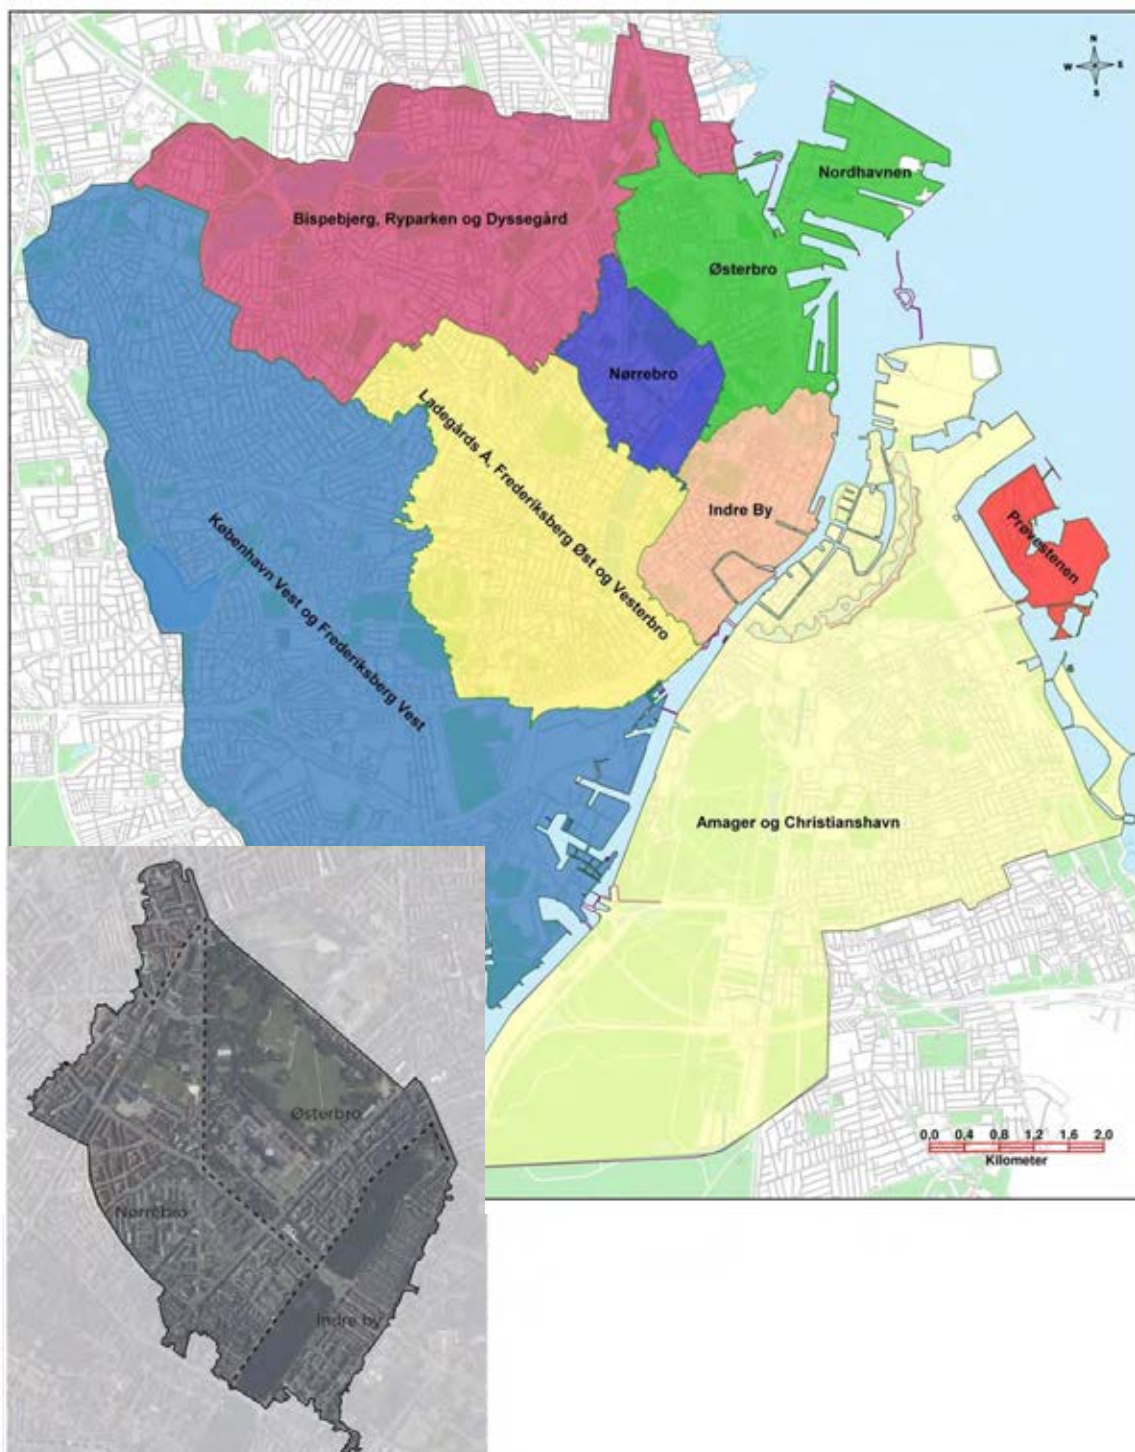 N
W E
S
Nordhavnen
Bispebjerg, Ryparken og Dyssegård
Østerbro
Nørrebro
Ladegårds A, Frederiksberg Øst og Vesterbro
Indre By
Prøvestenen
København Vest og Frederiksberg Vest
Amager og Christianshavn
0,0 0,4 0,8 1,2 1,6 2,0
Kilometer
Østerbro
Nørrebro
Indre by